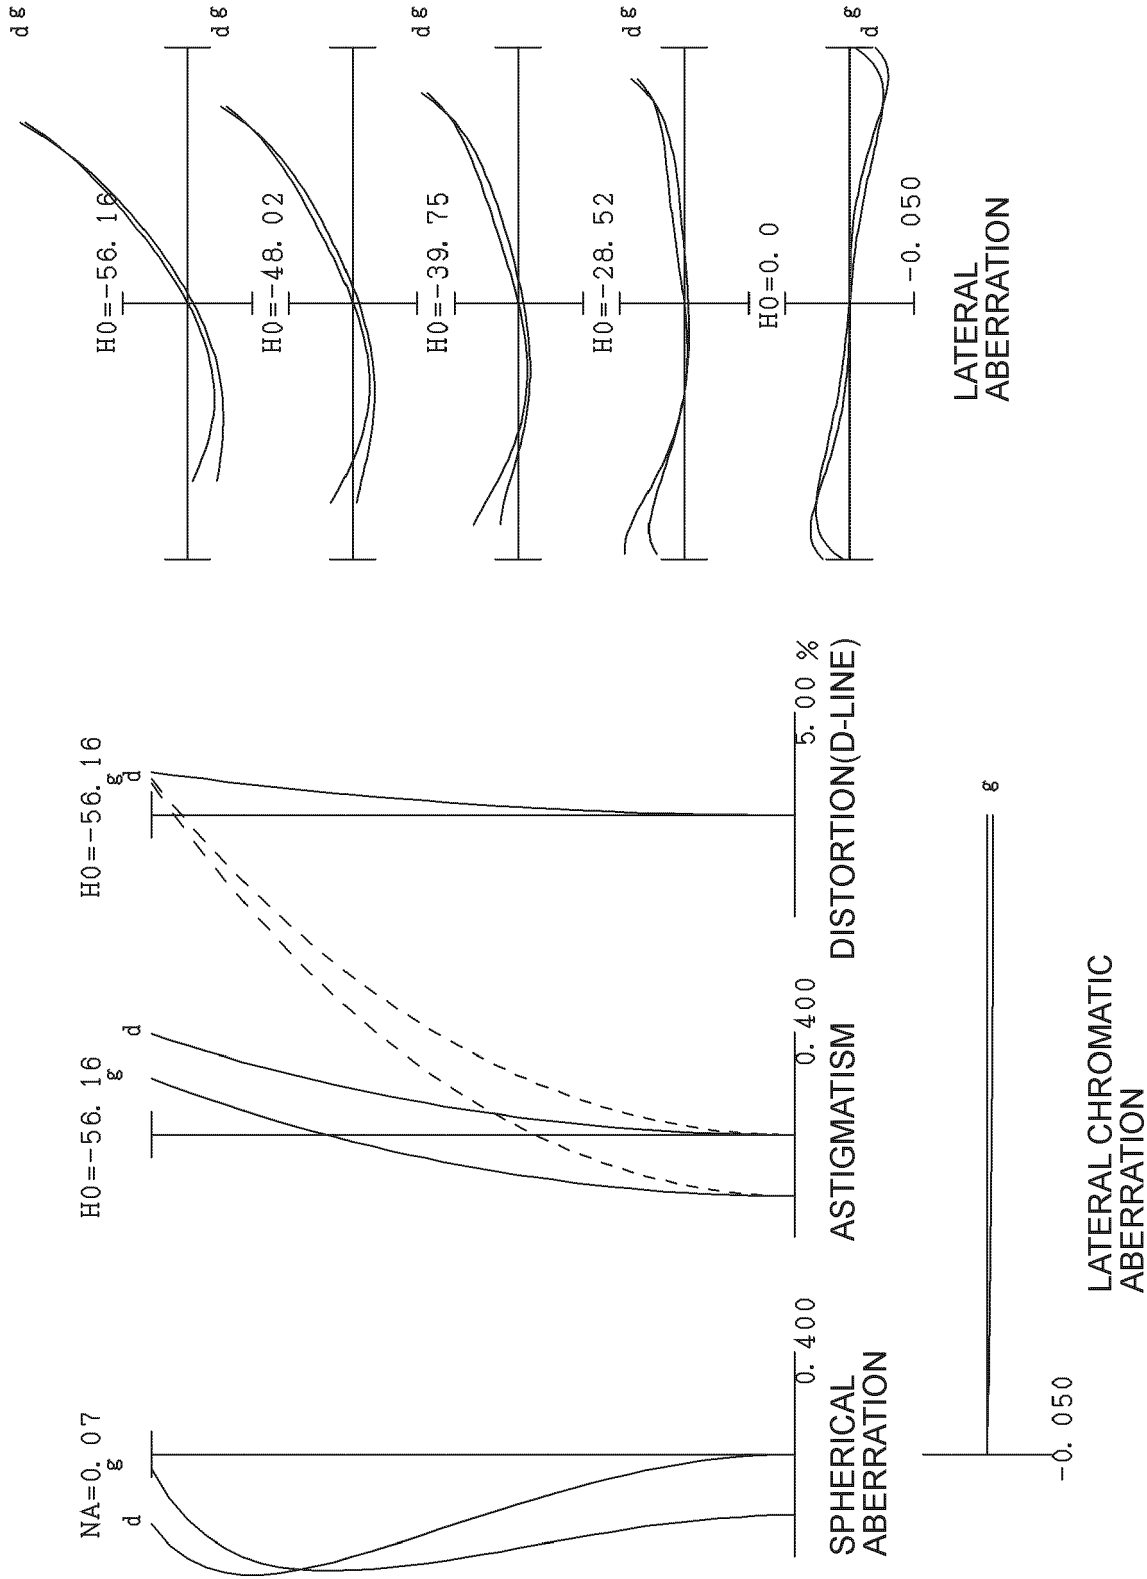 NA=0.07
d
g
0.400
SPHERICAL
ABERRATION
H0=-56.16
g
d
0.400
ASTIGMATISM
H0=-56.16
g
d
5.00 %
DISTORTION(D-LINE)
-0.050
g
LATERAL CHROMATIC
ABERRATION
d g
H0=-56.16
d g
H0=-48.02
d g
H0=-39.75
d g
H0=-28.52
g
d
H0=0.0
-0.050
LATERAL
ABERRATION